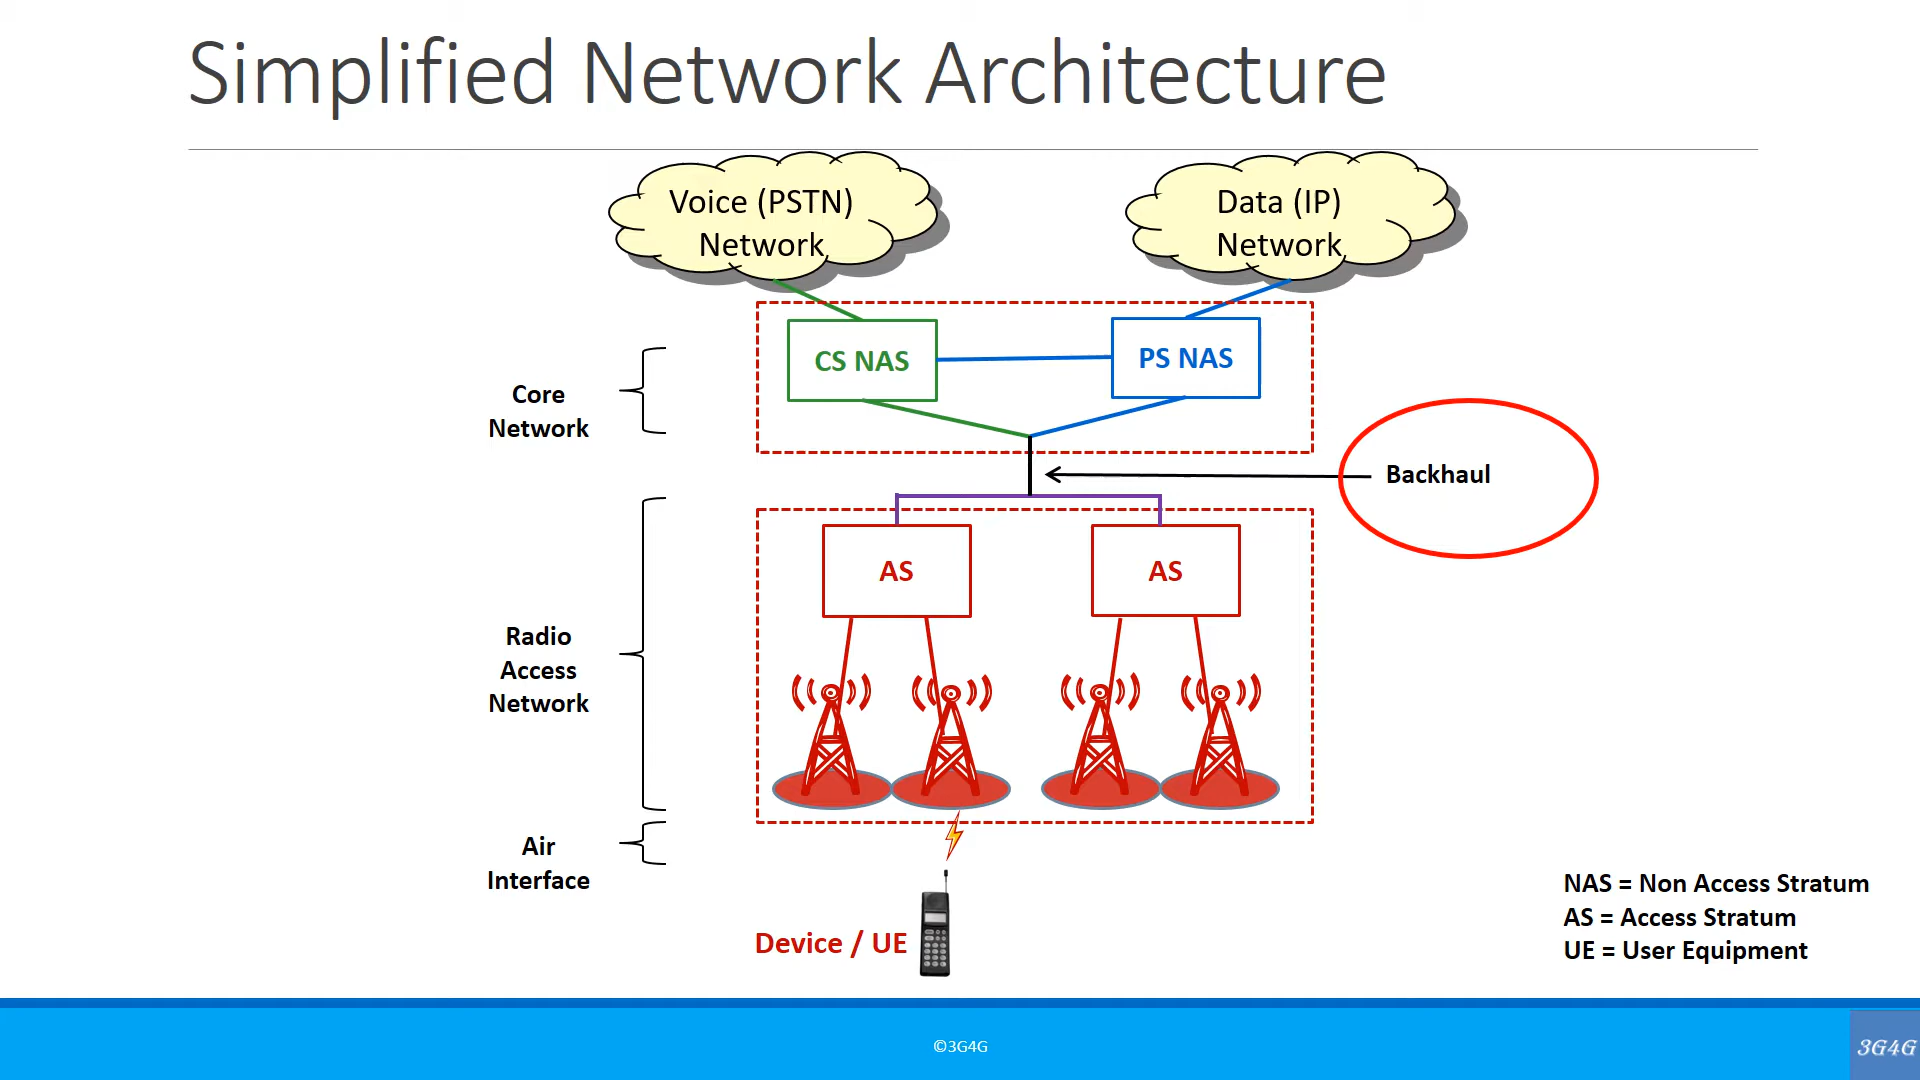 Simplified Network Architecture
Voice (PSTN)
Network
Data (IP)
Network
CS NAS
PS NAS
Core
Network
Backhaul
AS
AS
Radio
Access
Network
Air
Interface
Device / UE
NAS = Non Access Stratum
AS = Access Stratum
UE = User Equipment
©3G4G
3G4G